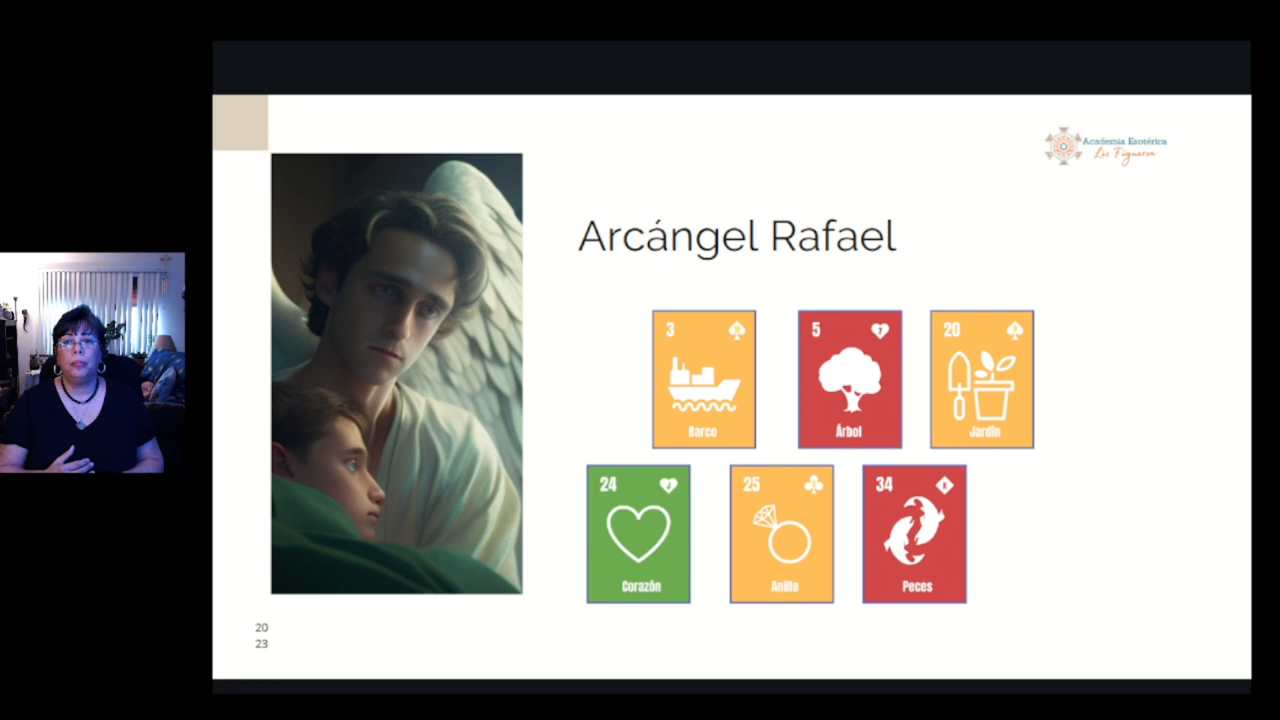 Academia Esotérica
Luz Figueroa
Arcángel Rafael
3
Barco
5
Árbol
20
Jardín
24
Corazón
25
Anillo
34
Peces
20
23